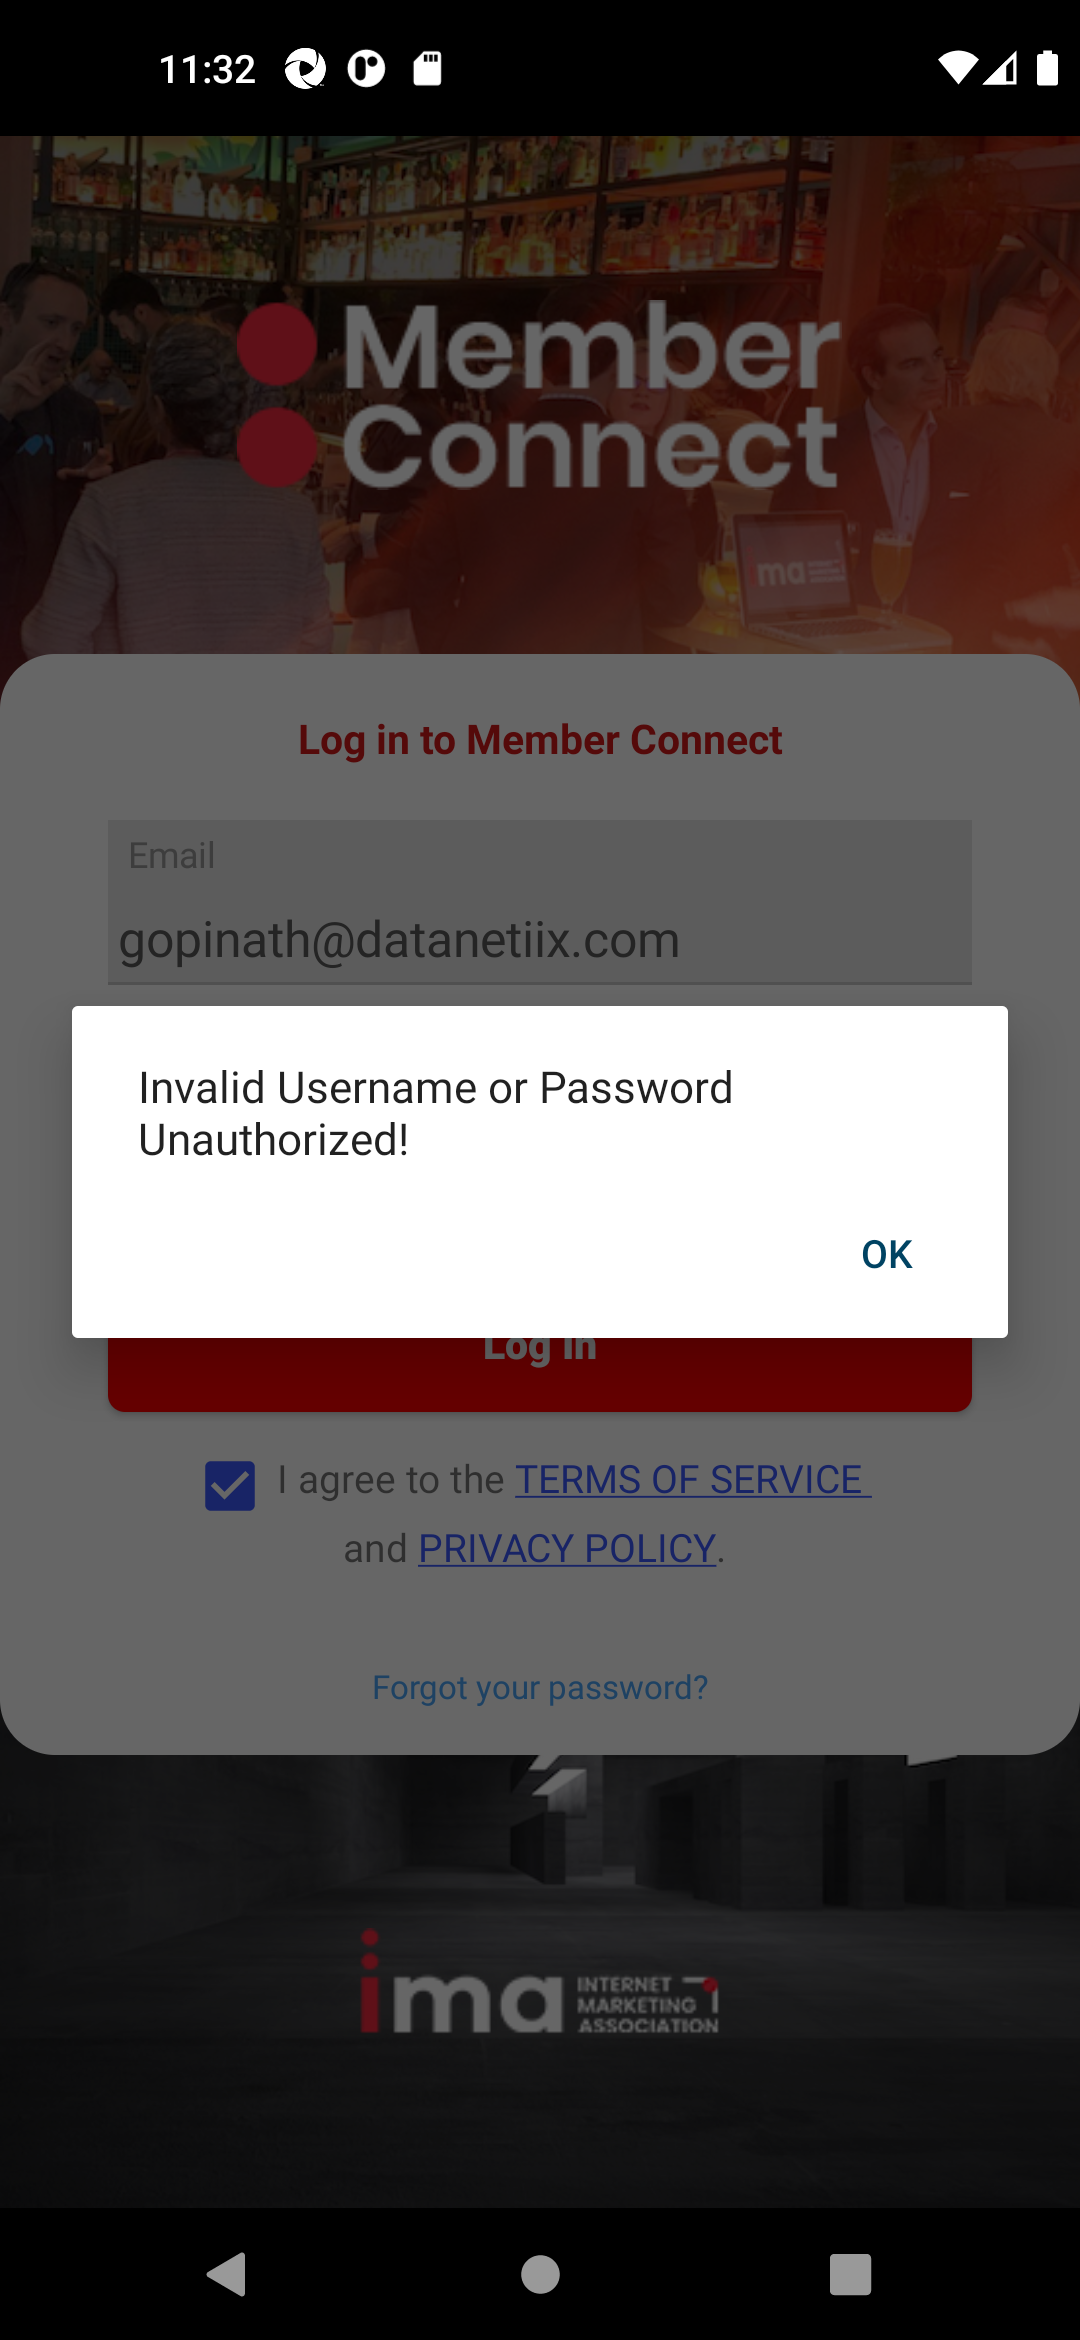 11:32
Member
Connect
ima
Log in to Member Connect
Email
gopinath@datanetiix.com
Invalid Username or Password
Unauthorized!
OK
Log in
I agree to the TERMS OF SERVICE
and PRIVACY POLICY.
Forgot your password?
ima INTERNET
MARKETING
ASSOCIATION